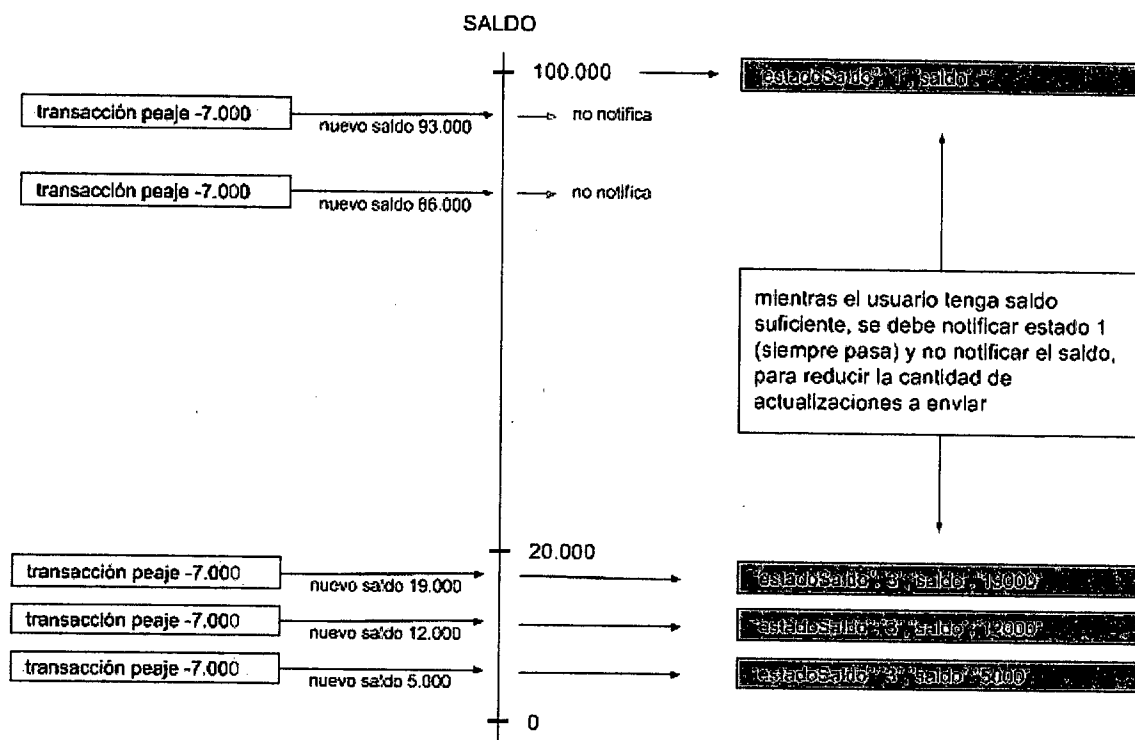 SALDO
100.000
"estadoSaldo": 1 "saldo":
transacción peaje -7.000
nuevo saldo 93.000
no notifica
transacción peaje -7.000
nuevo saldo 86.000
no notifica
mientras el usuario tenga saldo
suficiente, se debe notificar estado 1
(siempre pasa) y no notificar el saldo,
para reducir la cantidad de
actualizaciones a enviar
20.000
transacción peaje -7.000
nuevo saldo 19.000
"estadoSaldo": 3 "saldo": "19000"
transacción peaje -7.000
nuevo saldo 12.000
"estadoSaldo": 3 "saldo": "12000"
transacción peaje -7.000
nuevo saldo 5.000
"estadoSaldo": "3" "saldo": "5000"
0